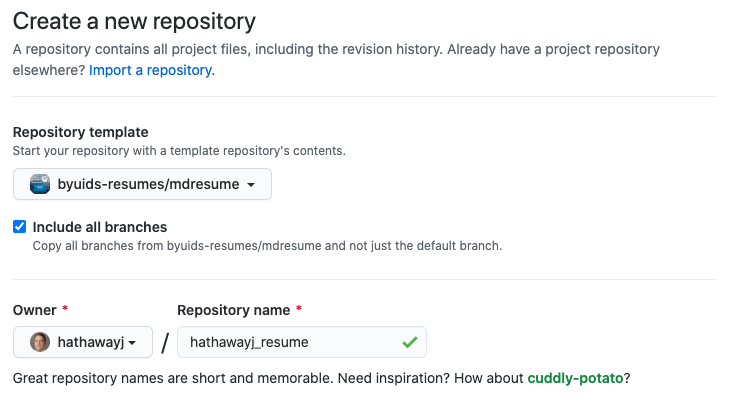 Create a new repository
A repository contains all project files, including the revision history. Already have a project repository
elsewhere? Import a repository.
Repository template
Start your repository with a template repository's contents.
byuids-resumes/mdresume
Include all branches
Copy all branches from byuids-resumes/mdresume and not just the default branch.
Owner * Repository name *
hathawayj / hathawayj_resume
Great repository names are short and memorable. Need inspiration? How about cuddly-potato?